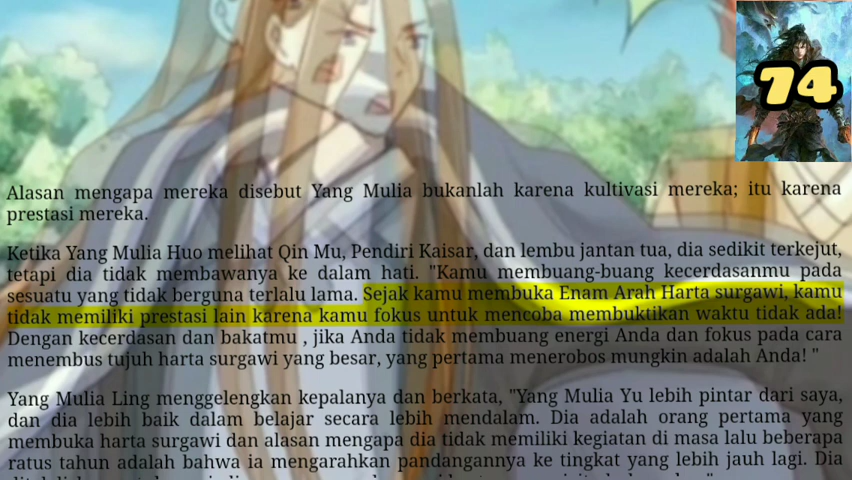 74
Alasan mengapa mereka disebut Yang Mulia bukanlah karena kultivasi mereka; itu karena
prestasi mereka.
Ketika Yang Mulia Huo melihat Qin Mu, Pendiri Kaisar, dan lembu jantan tua, dia sedikit terkejut,
tetapi dia tidak membawanya ke dalam hati. "Kamu membuang-buang kecerdasanmu pada
sesuatu yang tidak berguna terlalu lama. Sejak kamu membuka Enam Arah Harta surgawi, kamu
tidak memiliki prestasi lain karena kamu fokus untuk mencoba membuktikan waktu tidak ada!
Dengan kecerdasan dan bakatmu , jika Anda tidak membuang energi Anda dan fokus pada cara
menembus tujuh harta surgawi yang besar, yang pertama menerobos mungkin adalah Anda! "
Yang Mulia Ling menggelengkan kepalanya dan berkata, "Yang Mulia Yu lebih pintar dari saya,
dan dia lebih baik dalam belajar secara lebih mendalam. Dia adalah orang pertama yang
membuka harta surgawi dan alasan mengapa dia tidak memiliki kegiatan di masa lalu beberapa
ratus tahun adalah bahwa ia mengarahkan pandangannya ke tingkat yang lebih jauh lagi. Dia